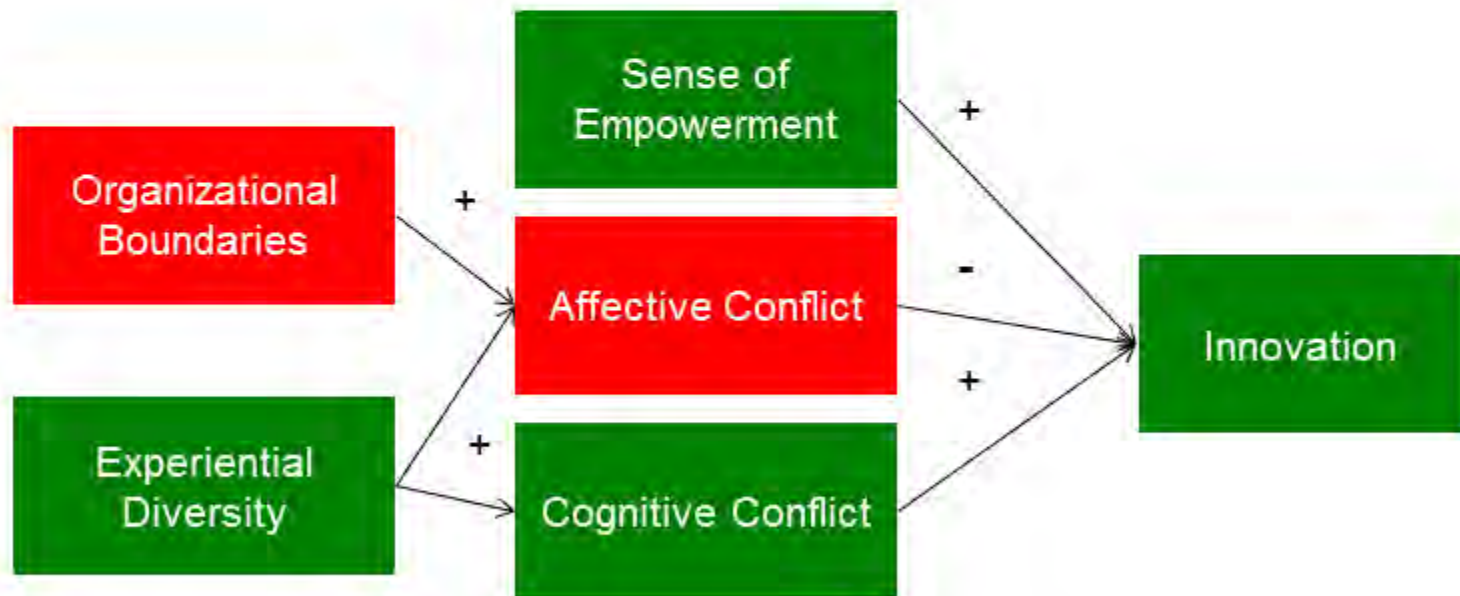 Sense of
Empowerment
+
Organizational
Boundaries
+
Affective Conflict
-
Innovation
+
Experiential
Diversity
+
Cognitive Conflict